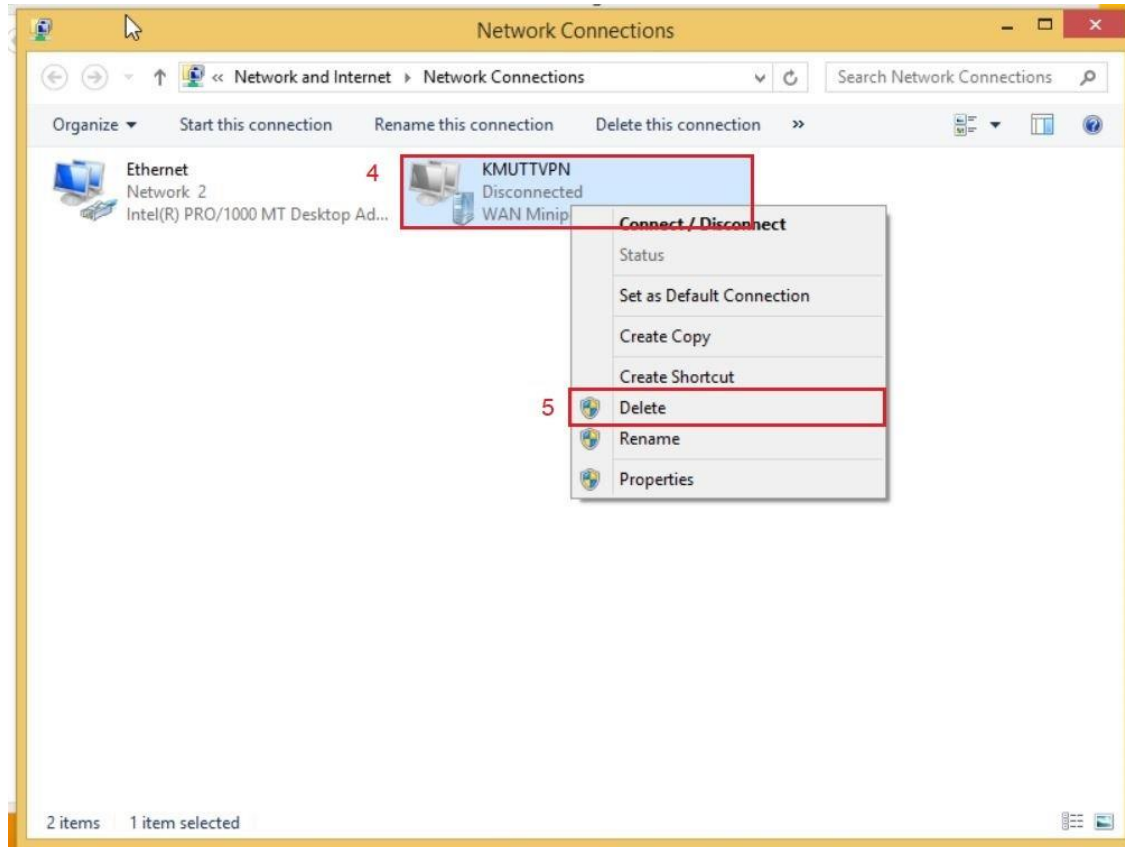 Network Connections
« Network and Internet ▸ Network Connections
Search Network Connections
Organize ▾ Start this connection Rename this connection Delete this connection »
Ethernet
Network 2
Intel(R) PRO/1000 MT Desktop Ad...
4
KMUTTVPN
Disconnected
WAN Minip
Connect / Disconnect
Status
Set as Default Connection
Create Copy
Create Shortcut
5
Delete
Rename
Properties
2 items 1 item selected